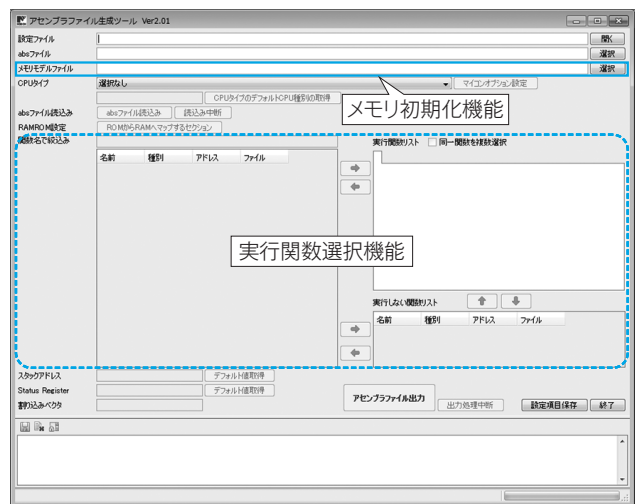 アセンブラファイル生成ツール Ver2.01
設定ファイル 開く
absファイル 選択
メモリモデルファイル 選択
CPUタイプ 選択なし マイコンオプション設定
CPUタイプのデフォルトCPU種別の取得
メモリ初期化機能
absファイル読込み absファイル読込み 読込み中断
RAMROM設定 ROMからRAMへマップするセクション
関数名で絞込み 実行関数リスト 同一関数を複数選択
名前 種別 アドレス ファイル
実行関数選択機能
実行しない関数リスト
名前 種別 アドレス ファイル
スタックアドレス デフォルト値取得
Status Register デフォルト値取得
割り込みベクタ アセンブラファイル出力 出力処理中断 設定項目保存 終了